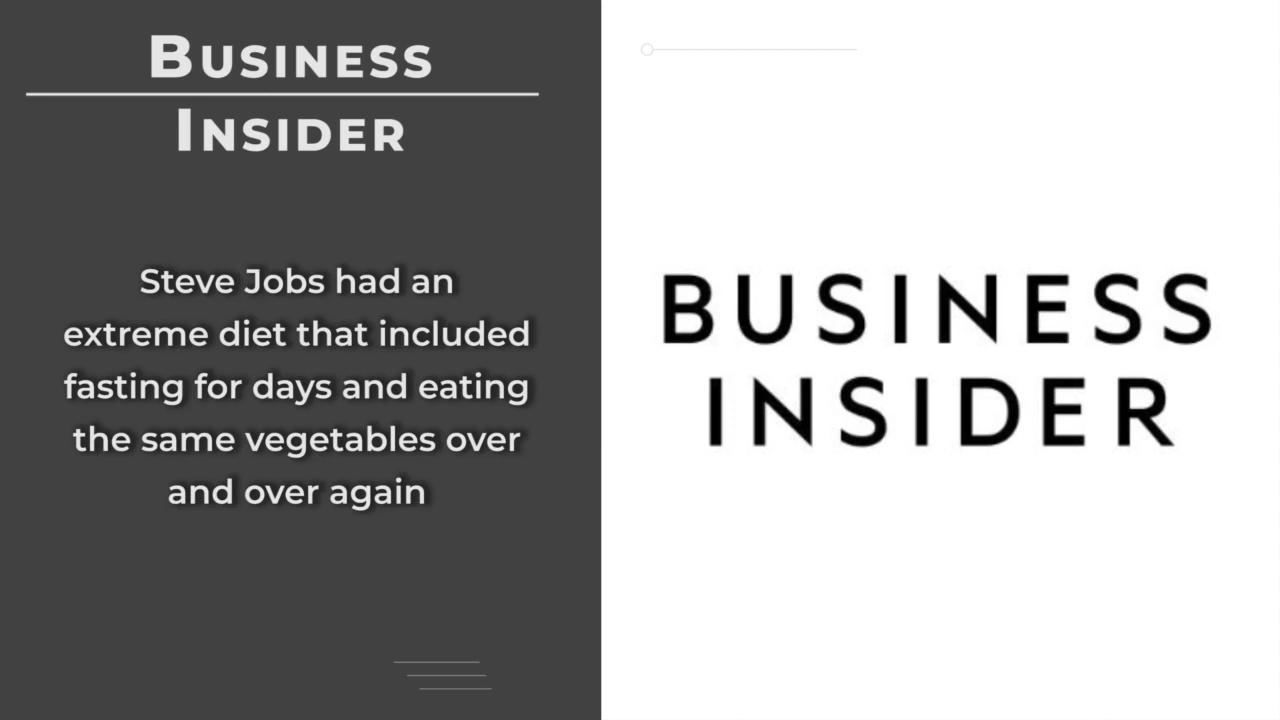 BUSINESS
INSIDER
Steve Jobs had an
extreme diet that included
fasting for days and eating
the same vegetables over
and over again
BUSINESS
INSIDER